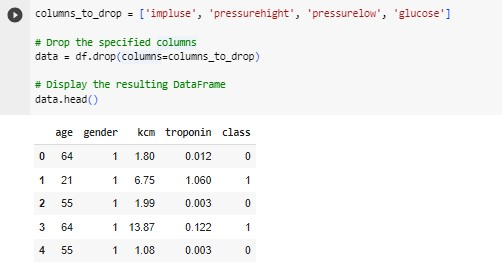 columns_to_drop = ['impluse', 'pressurehight', 'pressurelow', 'glucose']
# Drop the specified columns
data = df.drop(columns=columns_to_drop)
# Display the resulting DataFrame
data.head()
age gender kcm troponin class
0 64 1 1.80 0.012 0
1 21 1 6.75 1.060 1
2 55 1 1.99 0.003 0
3 64 1 13.87 0.122 1
4 55 1 1.08 0.003 0